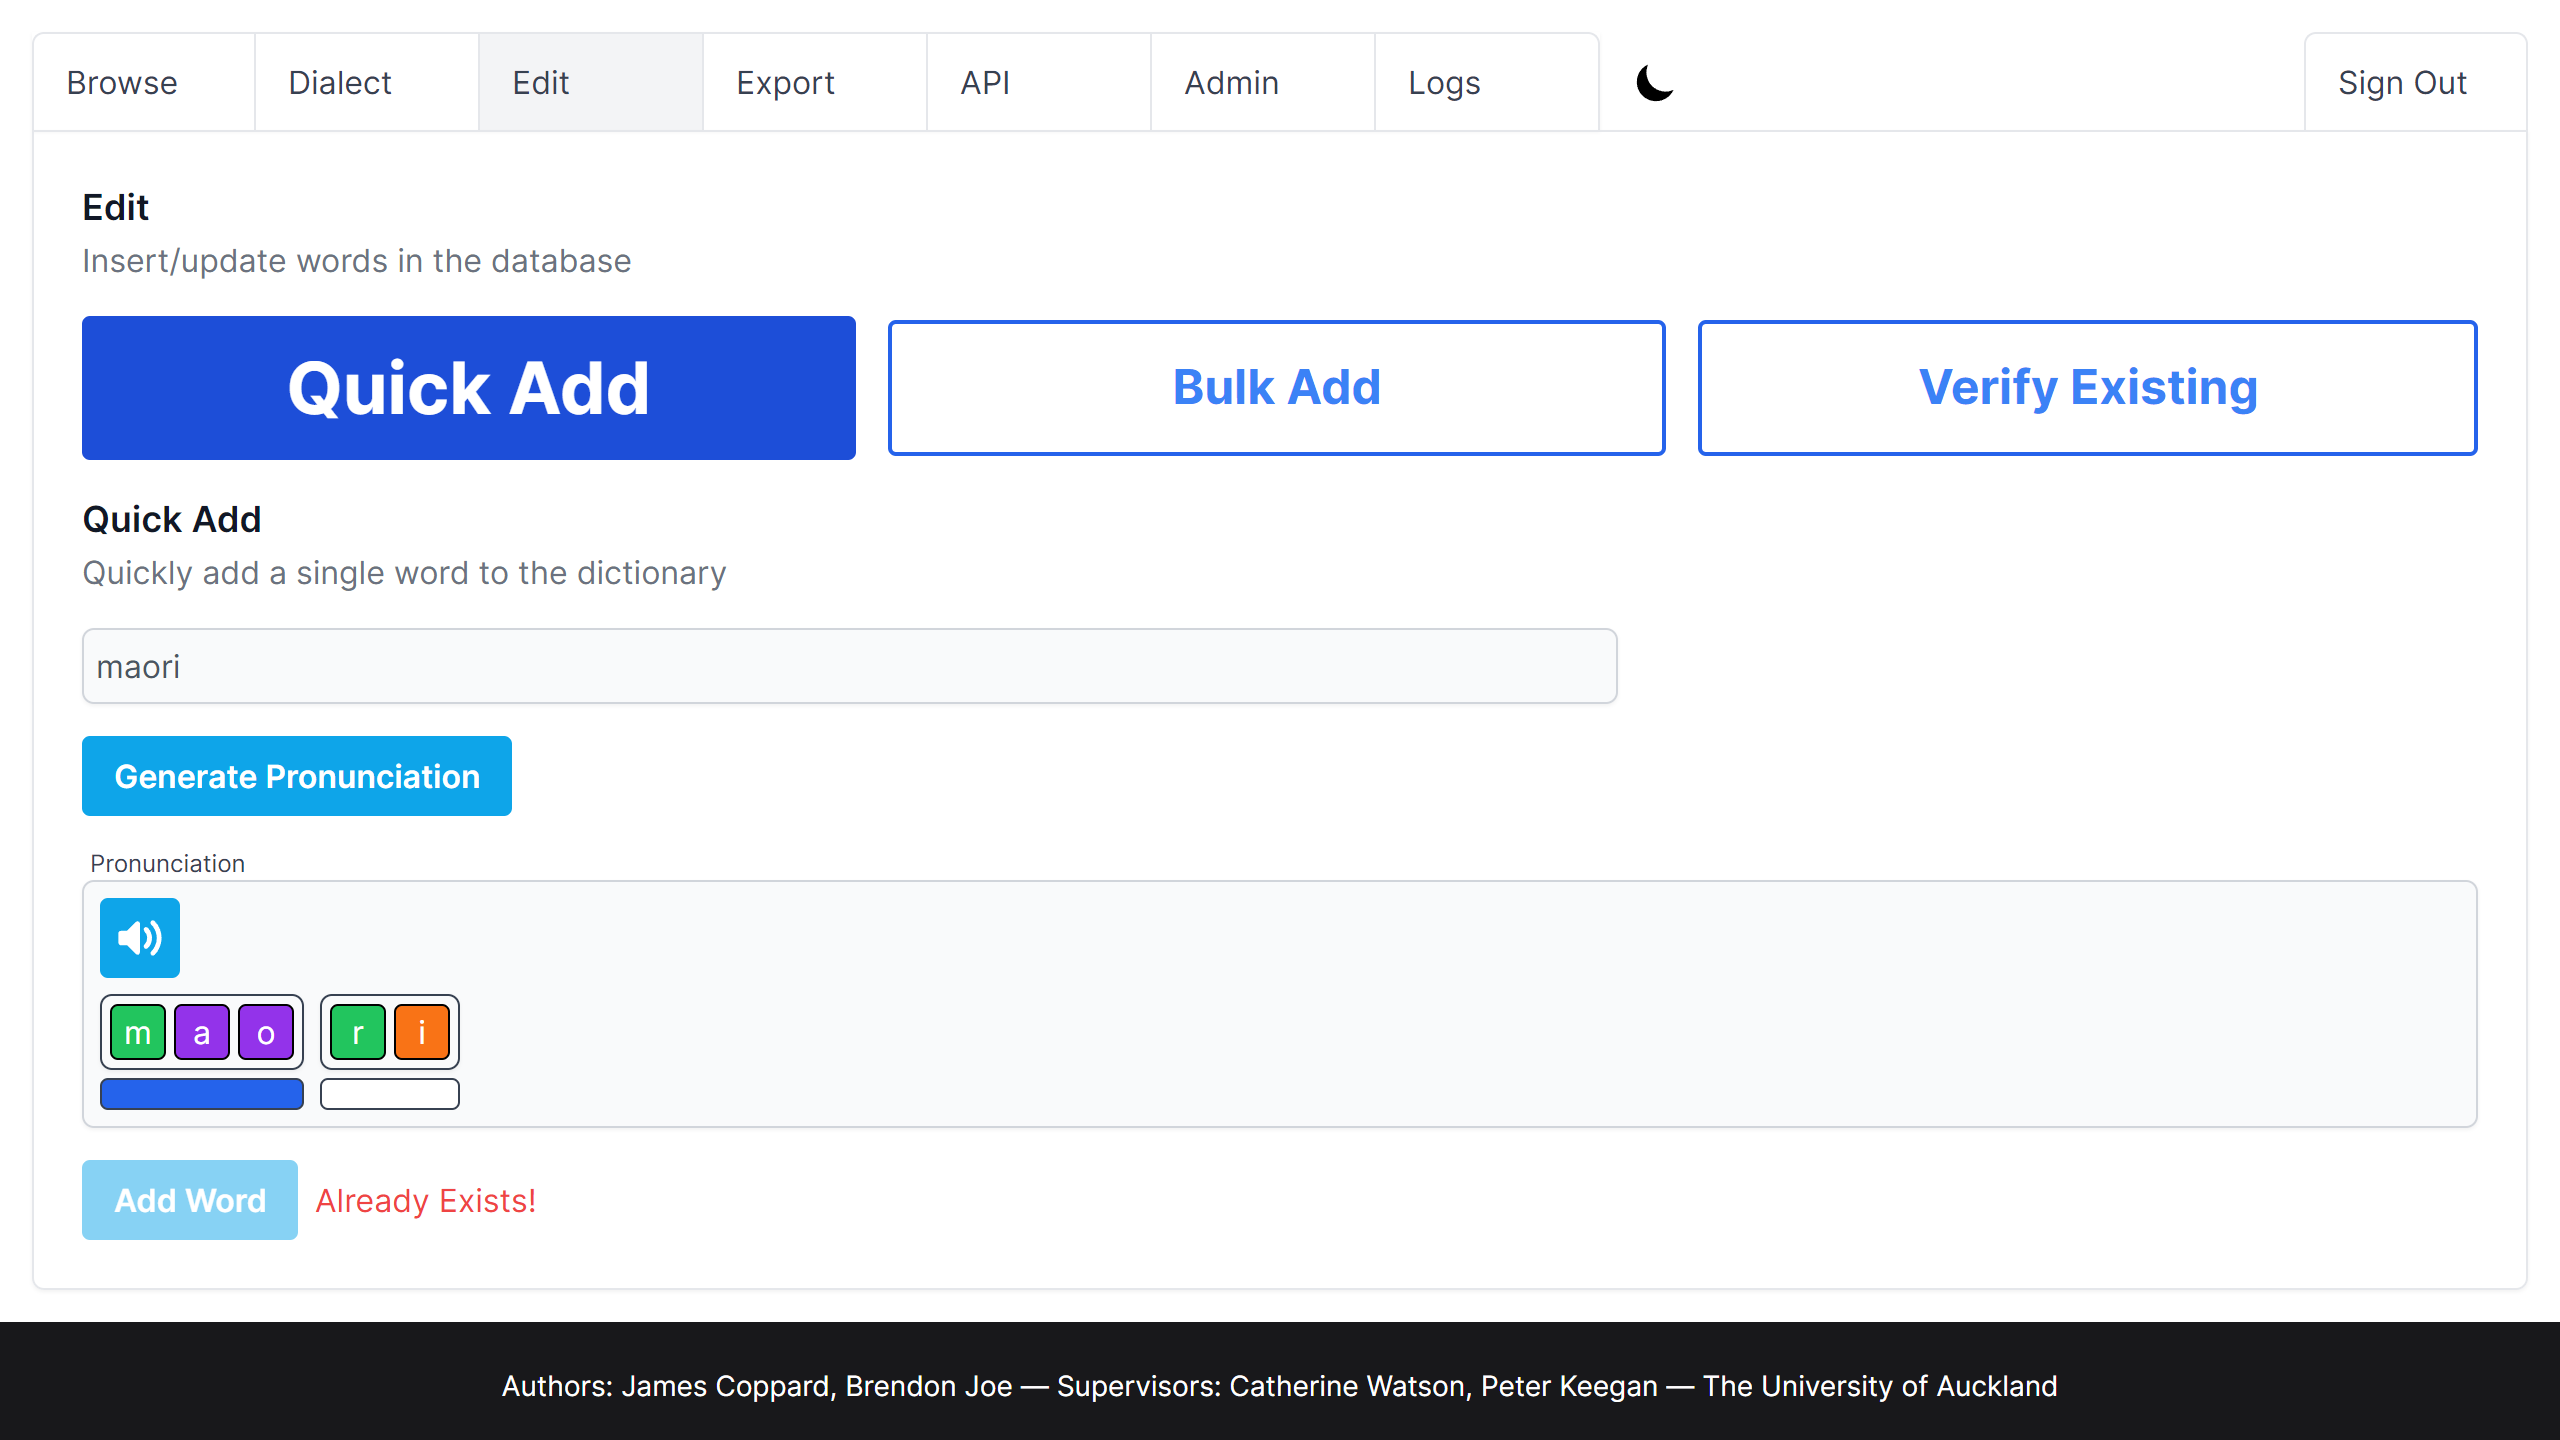 Browse Dialect Edit Export API Admin Logs Sign Out
Edit
Insert/update words in the database
Quick Add Bulk Add Verify Existing
Quick Add
Quickly add a single word to the dictionary
maori
Generate Pronunciation
Pronunciation
m a o r i
Add Word Already Exists!
Authors: James Coppard, Brendon Joe — Supervisors: Catherine Watson, Peter Keegan — The University of Auckland